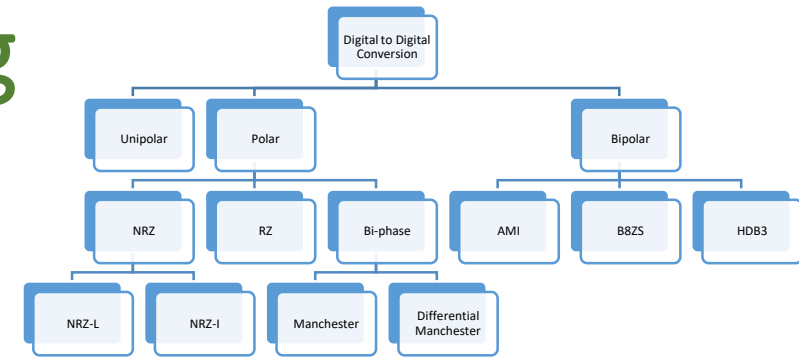 g
Digital to Digital
Conversion
Unipolar
Polar
Bipolar
NRZ
RZ
Bi-phase
AMI
B8ZS
HDB3
NRZ-L
NRZ-I
Manchester
Differential
Manchester